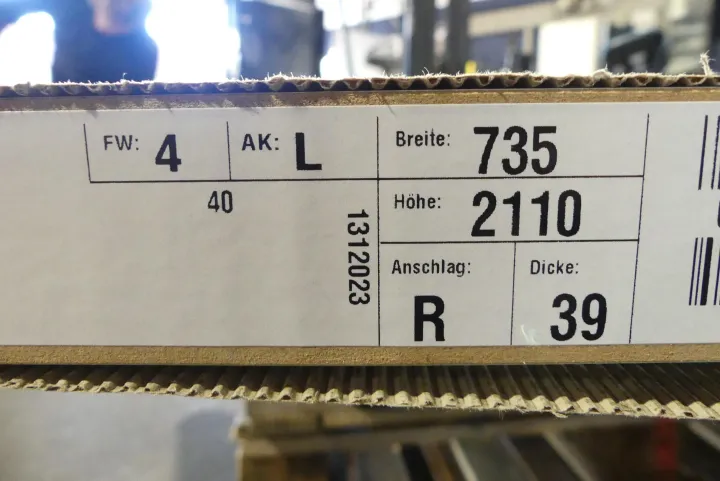 FW: 4
AK: L
Breite: 735
40
Höhe: 2110
1312023
Anschlag: R
Dicke: 39